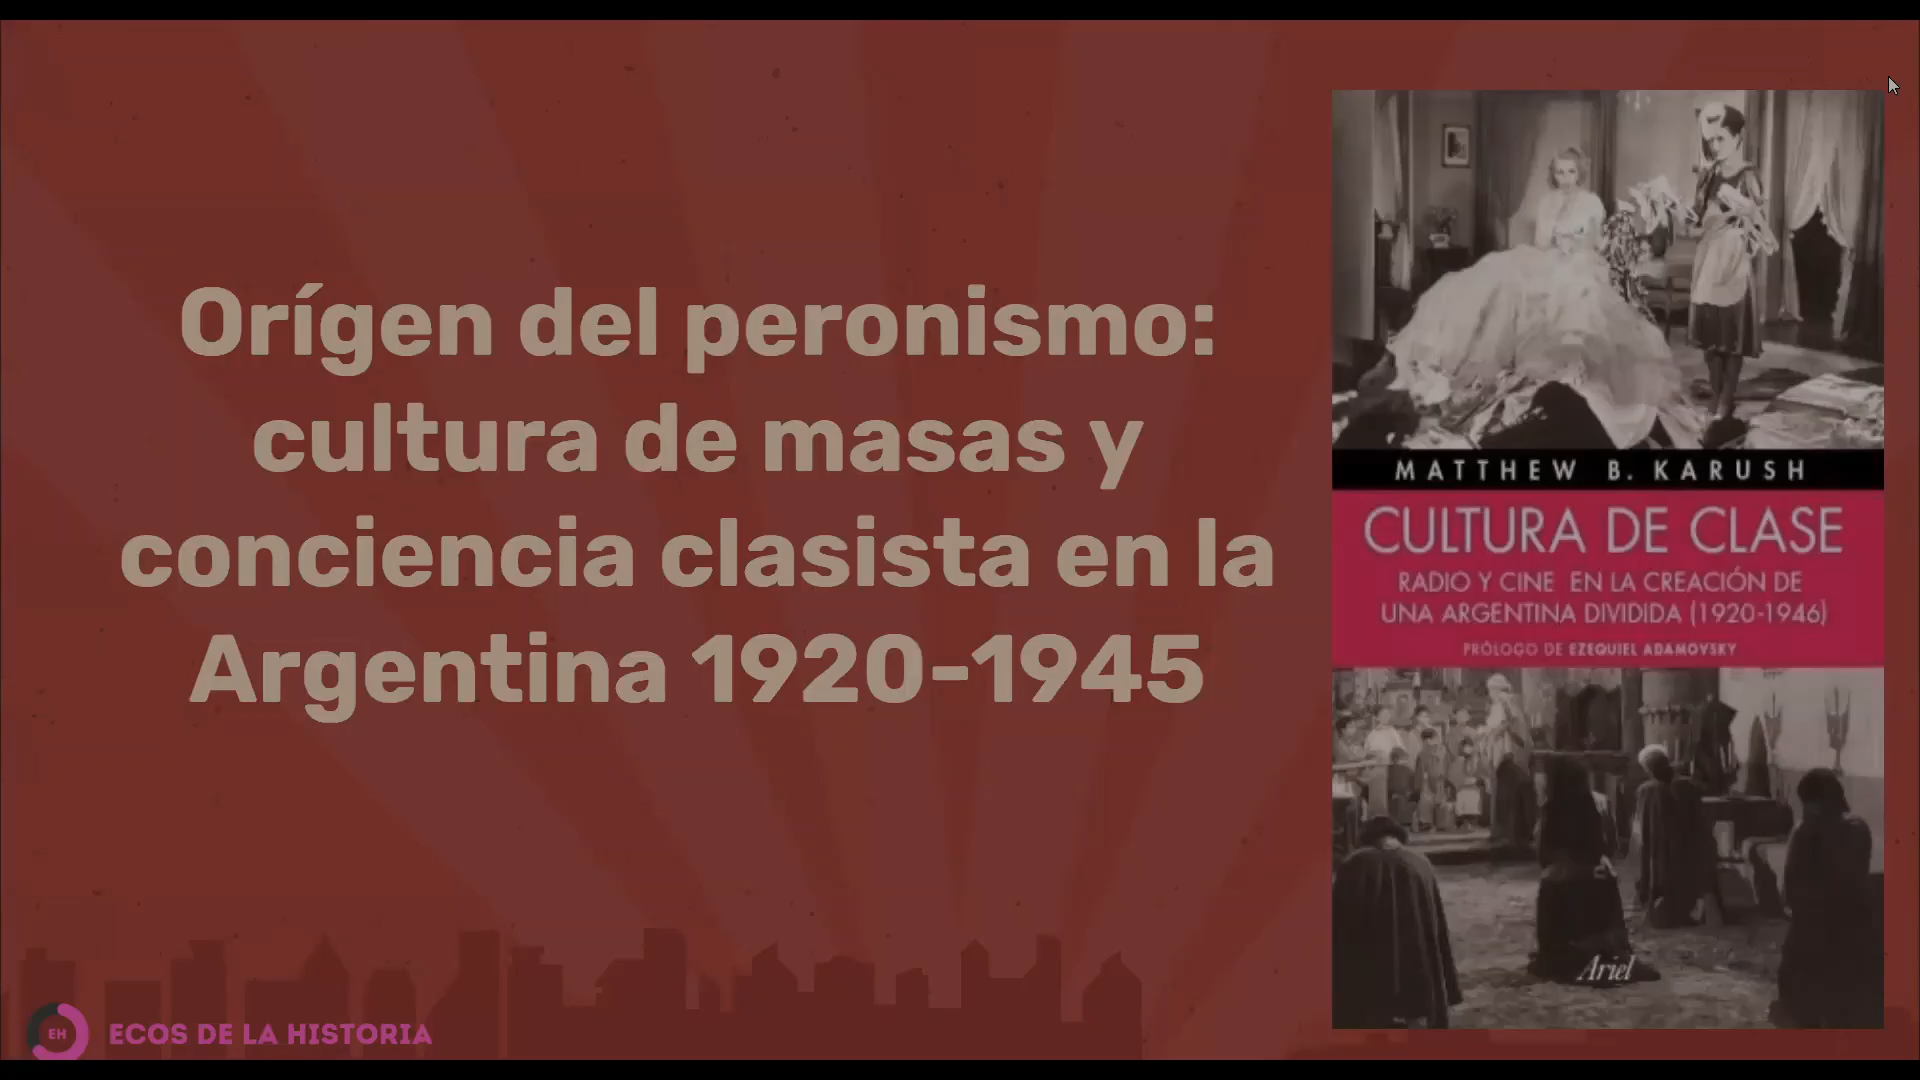 Orígen del peronismo:
cultura de masas y
conciencia clasista en la
Argentina 1920-1945
MATTHEW B. KARUSH
CULTURA DE CLASE
RADIO Y CINE EN LA CREACIÓN DE
UNA ARGENTINA DIVIDIDA (1920-1946)
PRÓLOGO DE EZEQUIEL ADAMOVSKY
Ariel
EH ECOS DE LA HISTORIA